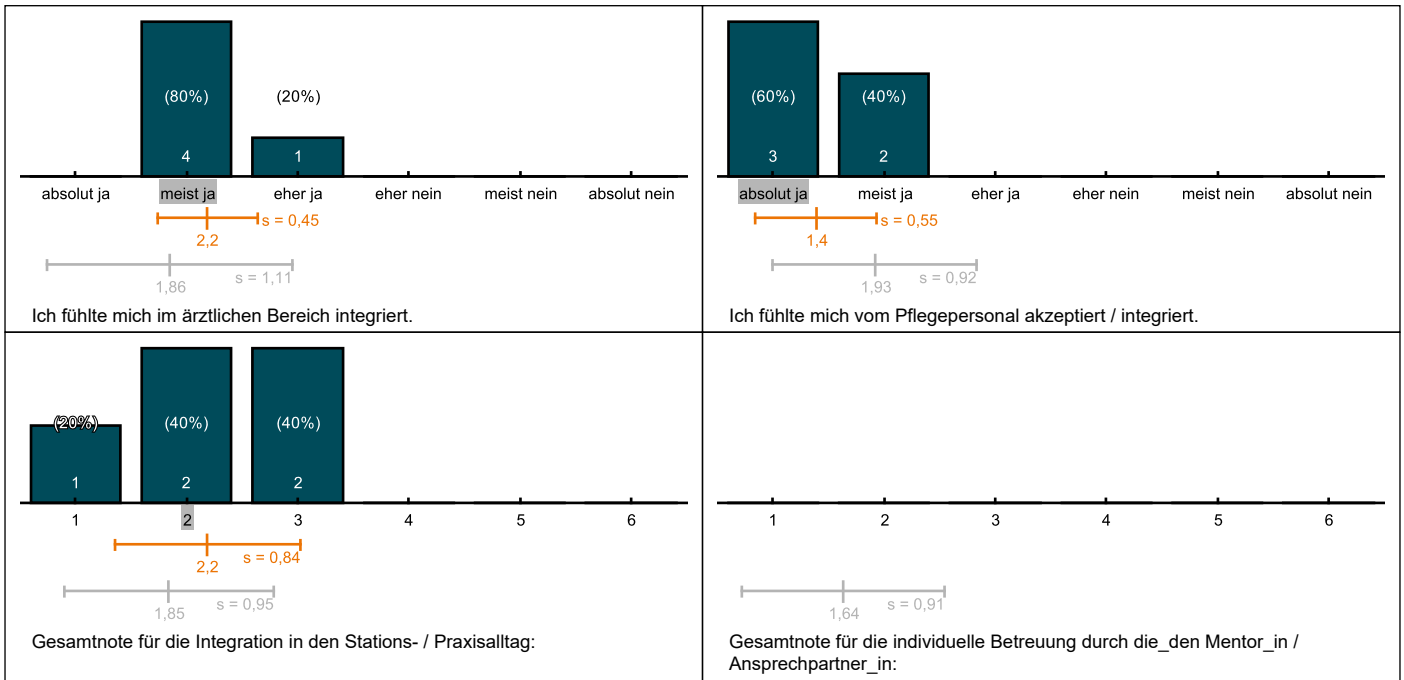 (80%) (20%)
4 1
absolut ja meist ja eher ja eher nein meist nein absolut nein
s = 0,45
2,2
s = 1,11
1,86
Ich fühlte mich im ärztlichen Bereich integriert.
(60%) (40%)
3 2
absolut ja meist ja eher ja eher nein meist nein absolut nein
s = 0,55
1,4
s = 0,92
1,93
Ich fühlte mich vom Pflegepersonal akzeptiert / integriert.
(20%) (40%) (40%)
1 2 2
1 2 3 4 5 6
s = 0,84
2,2
s = 0,95
1,85
Gesamtnote für die Integration in den Stations- / Praxisalltag:
1 2 3 4 5 6
s = 0,91
1,64
Gesamtnote für die individuelle Betreuung durch die_den Mentor_in /
Ansprechpartner_in: